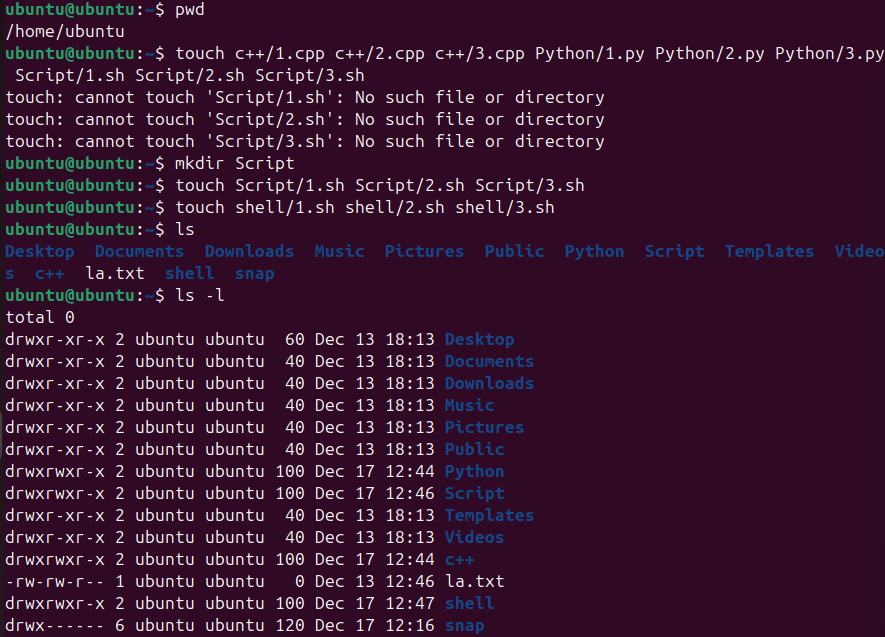 ubuntu@ubuntu:~$ pwd
/home/ubuntu
ubuntu@ubuntu:~$ touch c++/1.cpp c++/2.cpp c++/3.cpp Python/1.py Python/2.py Python/3.py
 Script/1.sh Script/2.sh Script/3.sh
touch: cannot touch 'Script/1.sh': No such file or directory
touch: cannot touch 'Script/2.sh': No such file or directory
touch: cannot touch 'Script/3.sh': No such file or directory
ubuntu@ubuntu:~$ mkdir Script
ubuntu@ubuntu:~$ touch Script/1.sh Script/2.sh Script/3.sh
ubuntu@ubuntu:~$ touch shell/1.sh shell/2.sh shell/3.sh
ubuntu@ubuntu:~$ ls
Desktop  Documents  Downloads  Music  Pictures  Public  Python  Script  Templates  Video
s  c++  la.txt  shell  snap
ubuntu@ubuntu:~$ ls -l
total 0
drwxr-xr-x 2 ubuntu ubuntu  60 Dec 13 18:13 Desktop
drwxr-xr-x 2 ubuntu ubuntu  40 Dec 13 18:13 Documents
drwxr-xr-x 2 ubuntu ubuntu  40 Dec 13 18:13 Downloads
drwxr-xr-x 2 ubuntu ubuntu  40 Dec 13 18:13 Music
drwxr-xr-x 2 ubuntu ubuntu  40 Dec 13 18:13 Pictures
drwxr-xr-x 2 ubuntu ubuntu  40 Dec 13 18:13 Public
drwxrwxr-x 2 ubuntu ubuntu 100 Dec 17 12:44 Python
drwxrwxr-x 2 ubuntu ubuntu 100 Dec 17 12:46 Script
drwxr-xr-x 2 ubuntu ubuntu  40 Dec 13 18:13 Templates
drwxr-xr-x 2 ubuntu ubuntu  40 Dec 13 18:13 Videos
drwxrwxr-x 2 ubuntu ubuntu 100 Dec 17 12:44 c++
-rw-rw-r-- 1 ubuntu ubuntu   0 Dec 13 12:46 la.txt
drwxrwxr-x 2 ubuntu ubuntu 100 Dec 17 12:47 shell
drwx------ 6 ubuntu ubuntu 120 Dec 17 12:16 snap